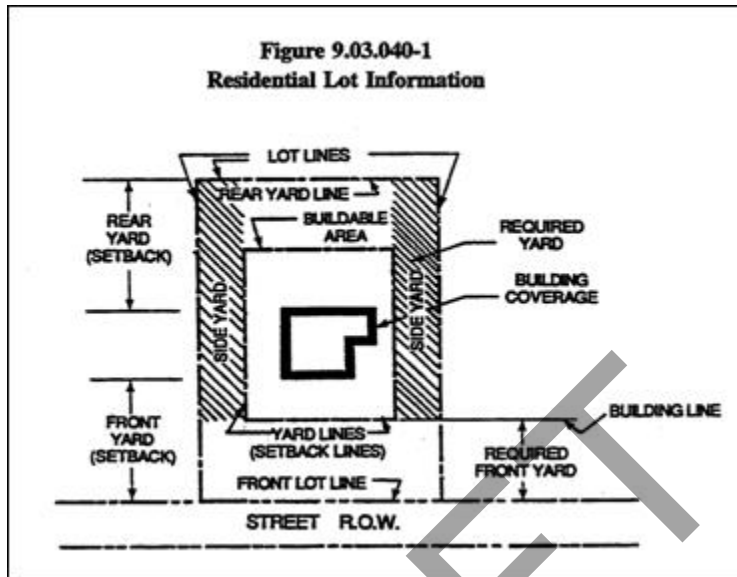 Figure 9.03.040-1
Residential Lot Information
LOT LINES
REAR YARD LINE
BUILDABLE
AREA
REAR
YARD
(SETBACK)
REQUIRED
YARD
BUILDING
COVERAGE
SIDE YARD
SIDE YARD
FRONT
YARD
(SETBACK)
YARD LINES
(SETBACK LINES)
BUILDING LINE
REQUIRED
FRONT YARD
FRONT LOT LINE
STREET R.O.W.